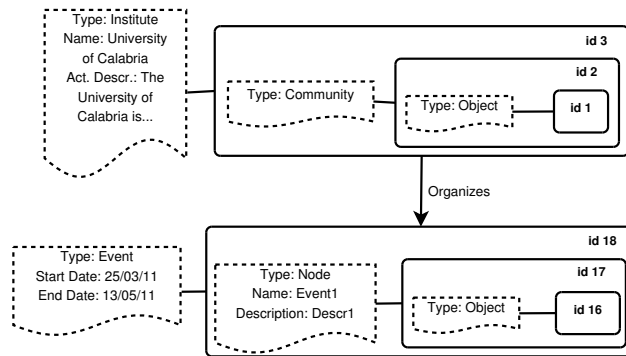 Type: Institute
Name: University
of Calabria
Act. Descr.: The
University of
Calabria is...
id 3
Type: Community
id 2
Type: Object
id 1
Organizes
Type: Event
Start Date: 25/03/11
End Date: 13/05/11
id 18
Type: Node
Name: Event1
Description: Descr1
id 17
Type: Object
id 16